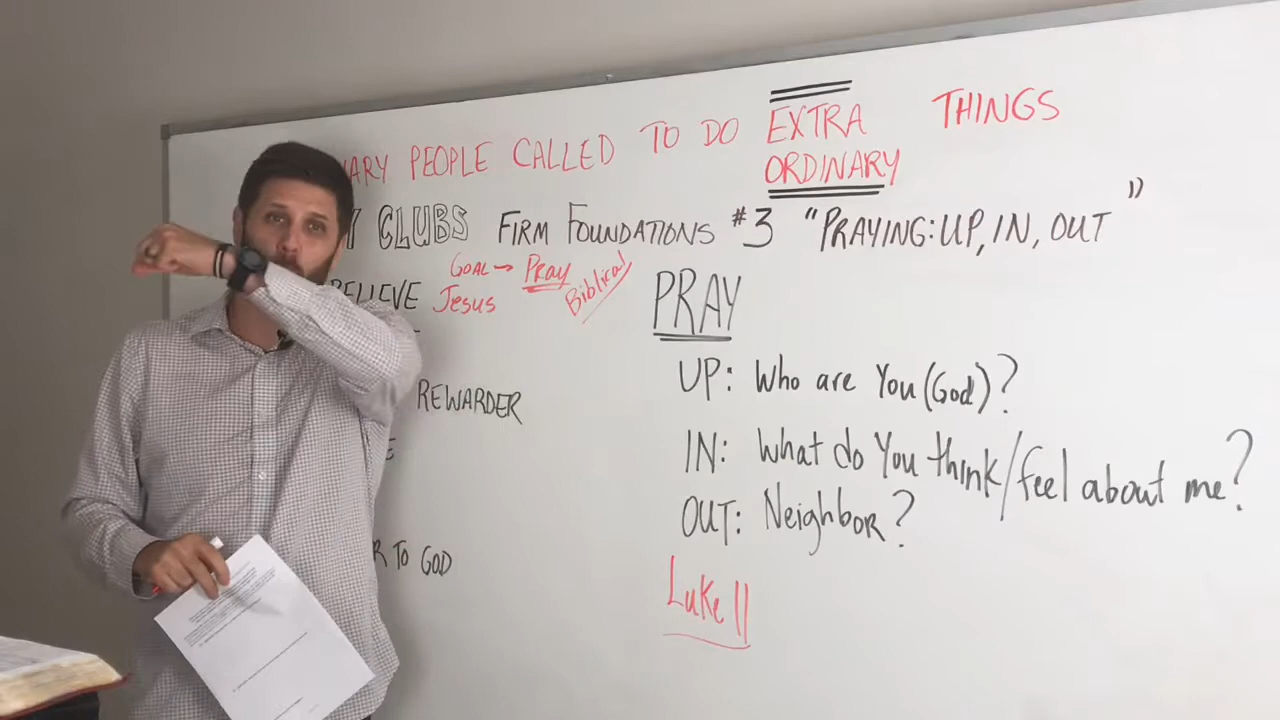 PEOPLE CALLED TO DO EXTRA THINGS
ORDINARY
CLUBS FIRM FOUNDATIONS #3 "PRAYING: UP, IN, OUT"
GOAL → Pray
Jesus Biblical
PRAY
UP: Who are You (God)?
REWARDER
IN: What do You think/feel about me?
OUT: Neighbor?
TO GOD
Luke 11